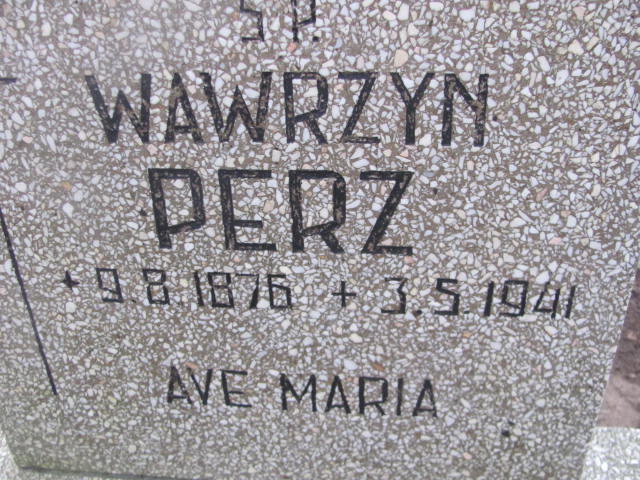 S.P.
WAWRZYN
PERZ
* 9.8.1876 + 3.5.1941
AVE MARIA